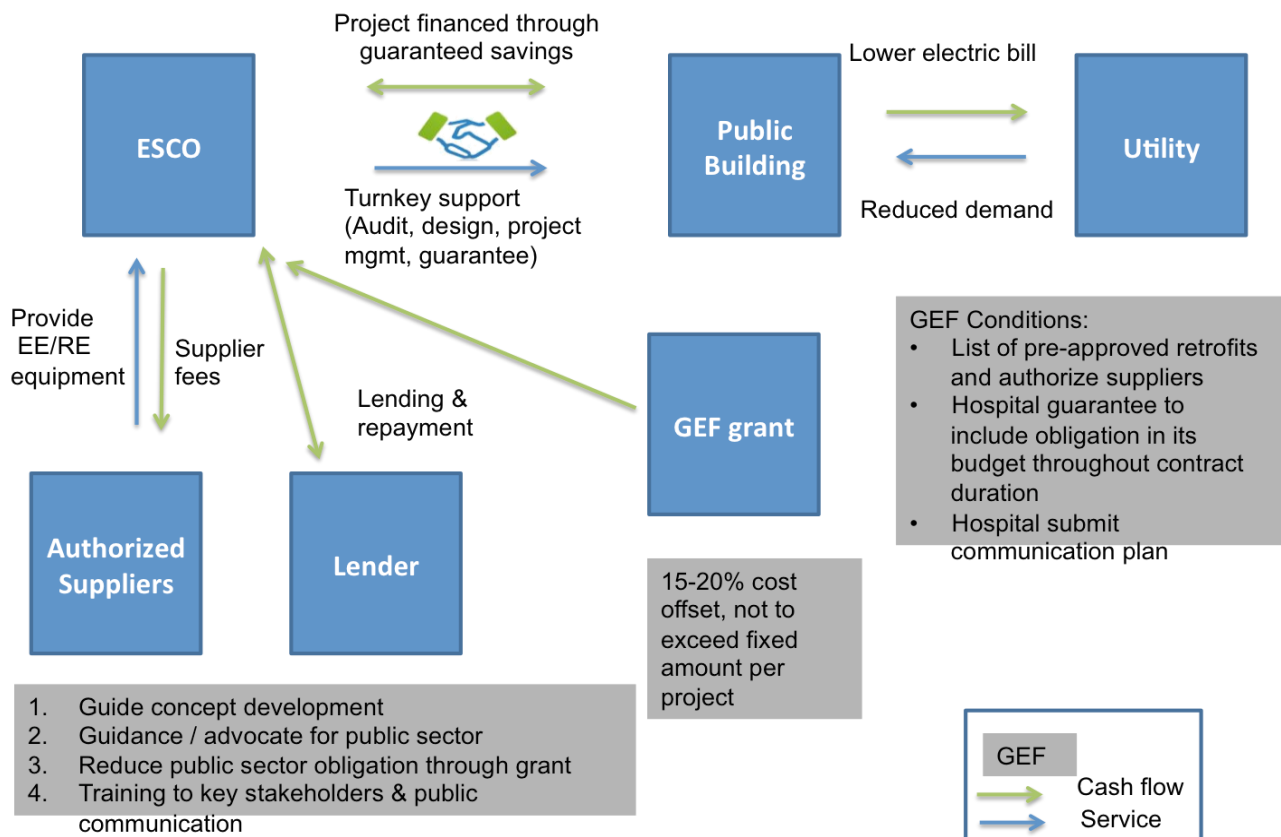 Project financed through
guaranteed savings
Lower electric bill
ESCO
Public
Building
Utility
Turnkey support
(Audit, design, project
mgmt, guarantee)
Reduced demand
Provide
EE/RE
equipment
Supplier
fees
Lending &
repayment
GEF grant
GEF Conditions:
• List of pre-approved retrofits
and authorize suppliers
• Hospital guarantee to
include obligation in its
budget throughout contract
duration
• Hospital submit
communication plan
Authorized
Suppliers
Lender
15-20% cost
offset, not to
exceed fixed
amount per
project
1. Guide concept development
2. Guidance / advocate for public sector
3. Reduce public sector obligation through grant
4. Training to key stakeholders & public
communication
GEF
Cash flow
Service